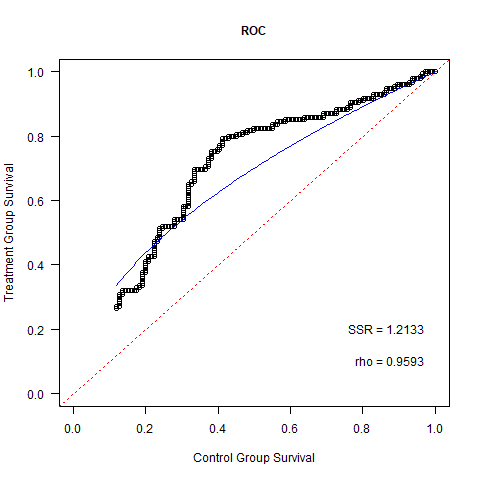 ROC
Treatment Group Survival
1.0
0.8
0.6
0.4
0.2
0.0
SSR = 1.2133
rho = 0.9593
0.0 0.2 0.4 0.6 0.8 1.0
Control Group Survival